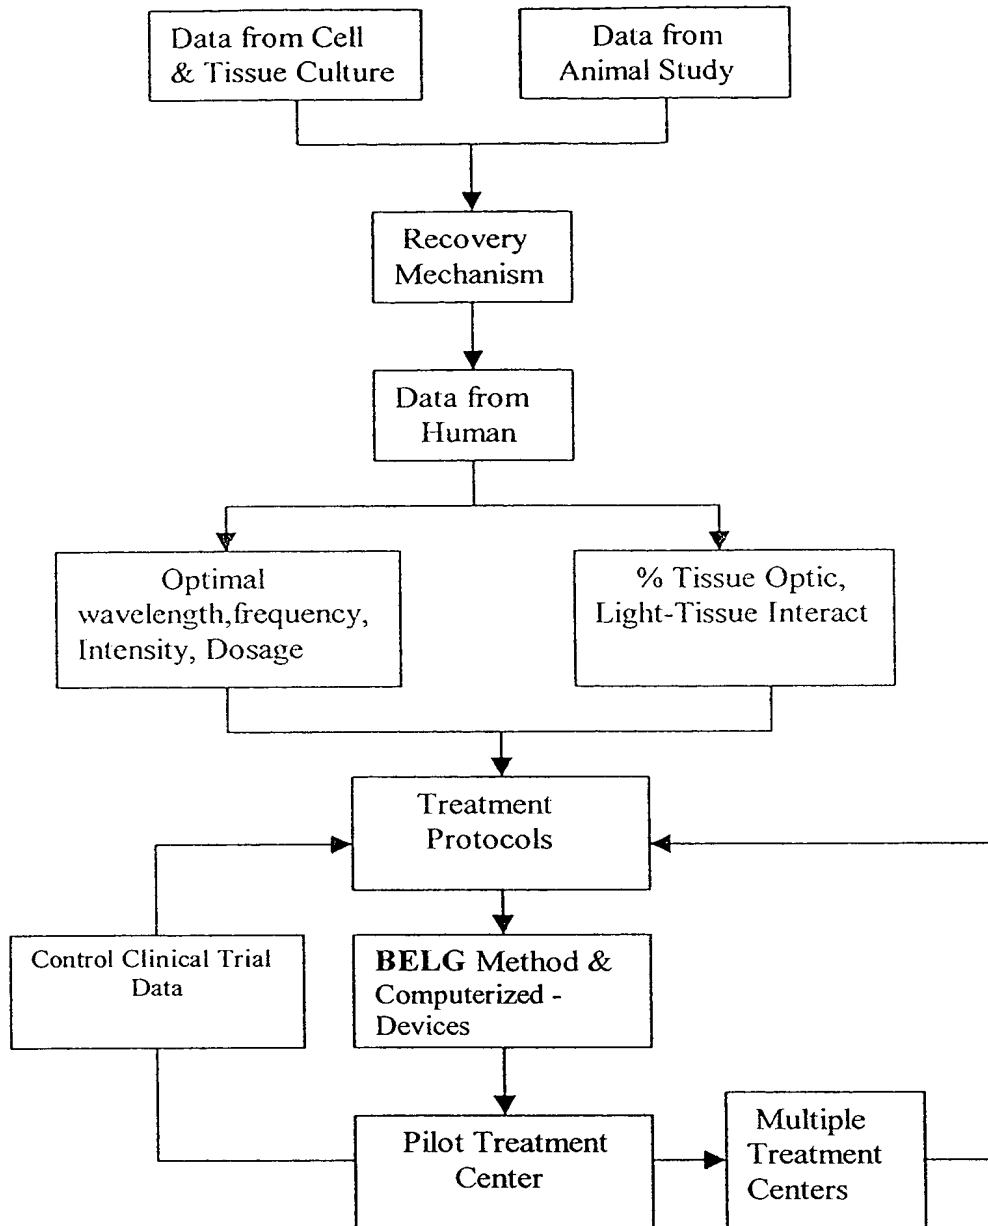 Data from Cell
& Tissue Culture
Data from
Animal Study
Recovery
Mechanism
Data from
Human
Optimal
wavelength,frequency,
Intensity, Dosage
% Tissue Optic,
Light-Tissue Interact
Treatment
Protocols
Control Clinical Trial
Data
BELG Method &
Computerized -
Devices
Pilot Treatment
Center
Multiple
Treatment
Centers